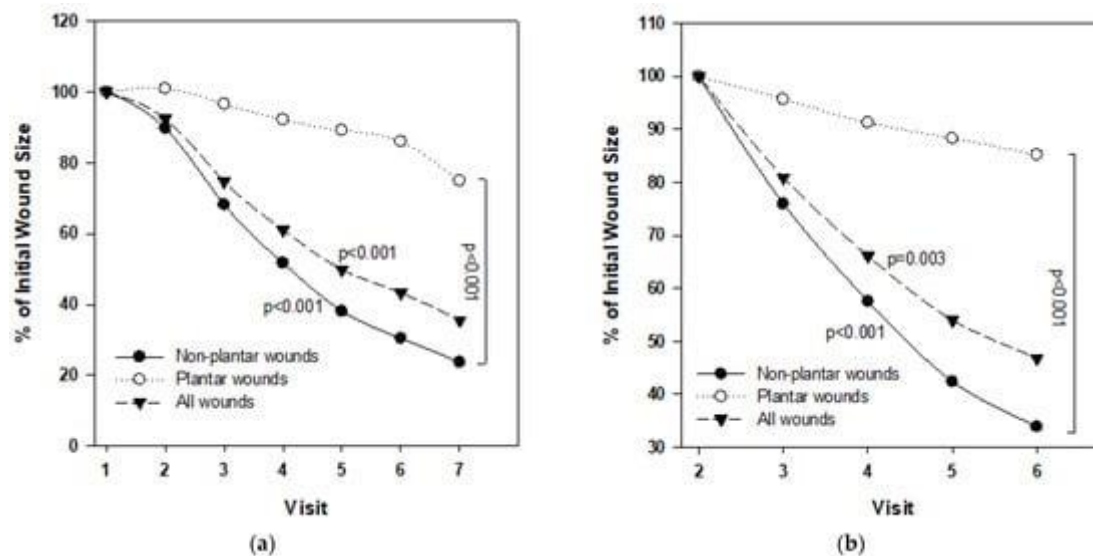 120
100
80
60
40
20
0
% of Initial Wound Size
p<0.001
p<0.001
p<0.001
Non-plantar wounds
Plantar wounds
All wounds
1 2 3 4 5 6 7
Visit
(a)
110
100
90
80
70
60
50
40
30
% of Initial Wound Size
p=0.003
p<0.001
p<0.001
Non-plantar wounds
Plantar wounds
All wounds
2 3 4 5 6
Visit
(b)